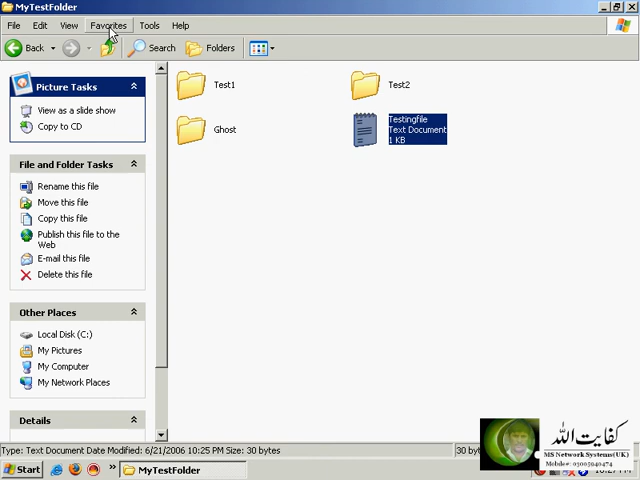 MyTestFolder
File Edit View Favorites Tools Help
Back Search Folders
Picture Tasks
View as a slide show
Copy to CD
File and Folder Tasks
Rename this file
Move this file
Copy this file
Publish this file to the
Web
E-mail this file
Delete this file
Other Places
Local Disk (C:)
My Pictures
My Computer
My Network Places
Details
Test1
Test2
Ghost
Testingfile
Text Document
1 KB
Type: Text Document Date Modified: 6/21/2006 10:25 PM Size: 30 bytes
30 by
کفایت اللہ
MS Network Systems(UK)
Mobile# 03005040474
Start
MyTestFolder